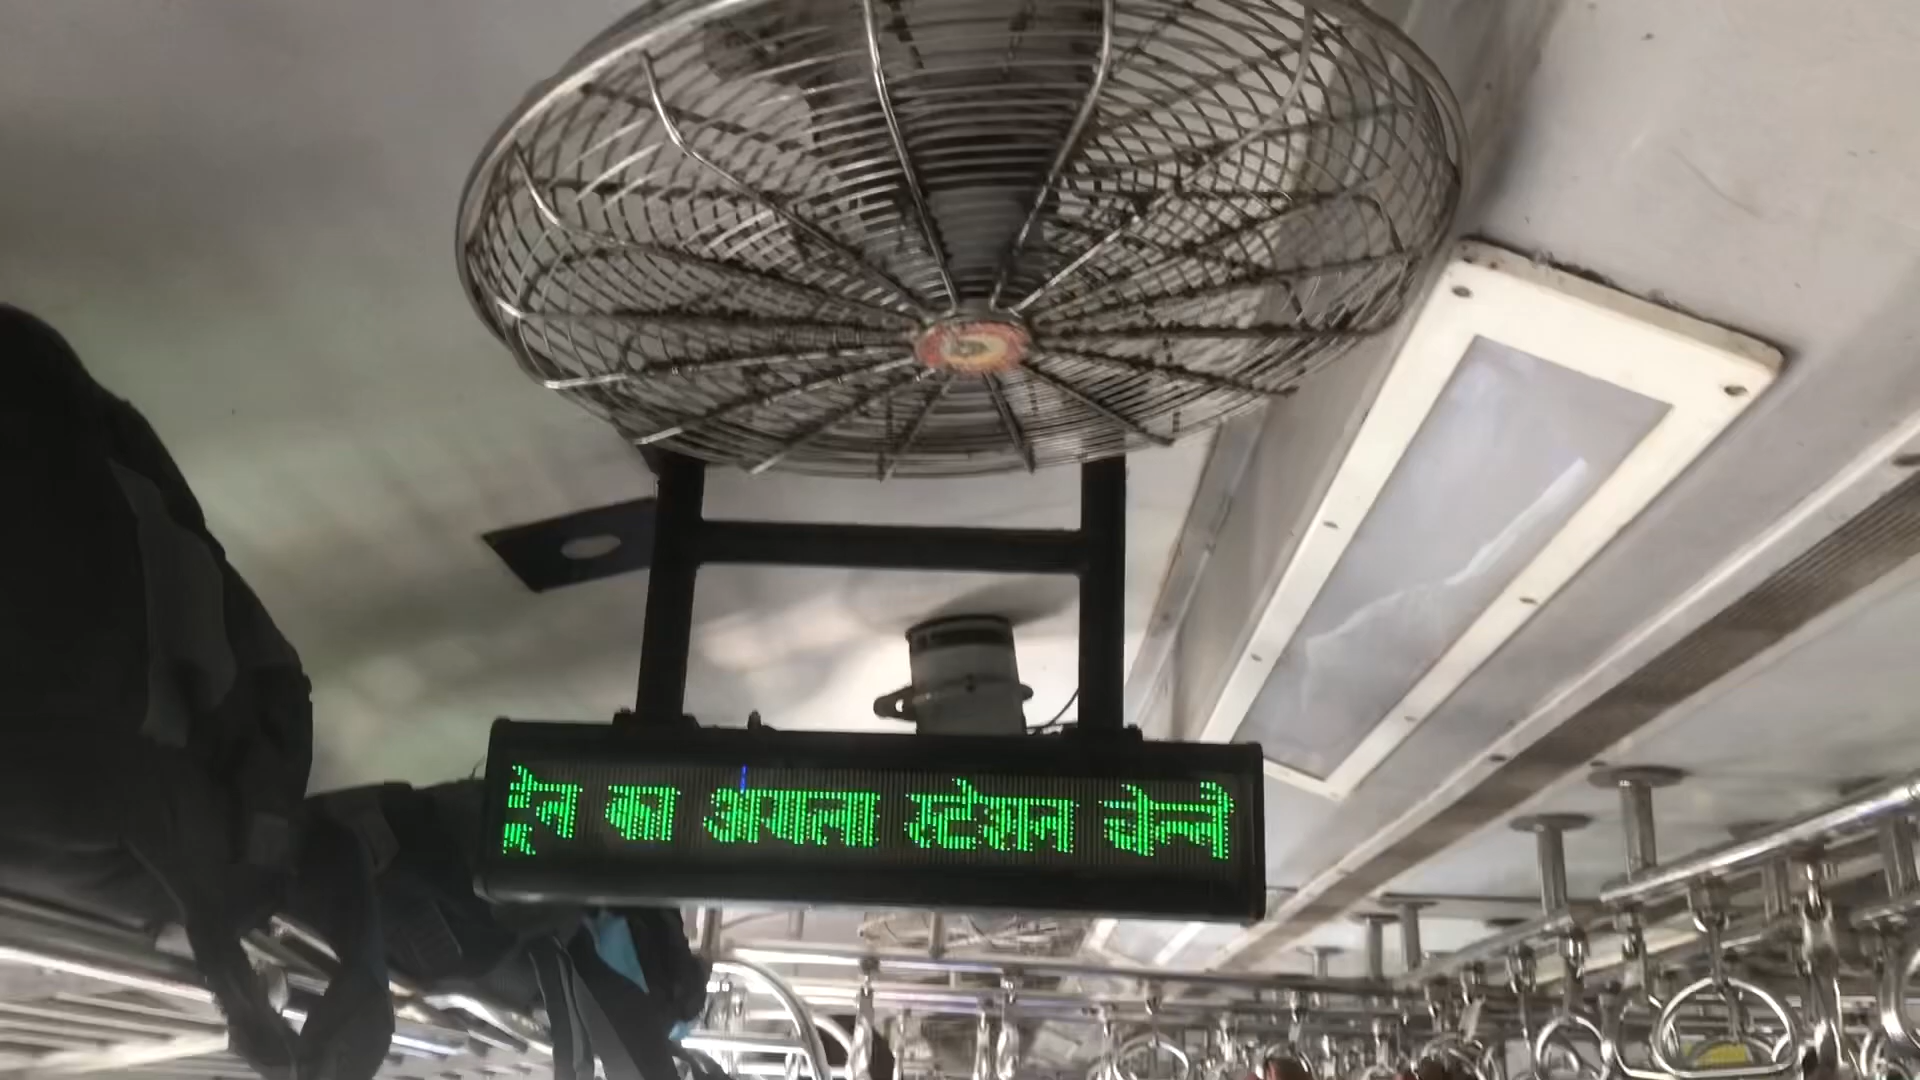 ट्रेन का अगला स्टेशन चेन्नै